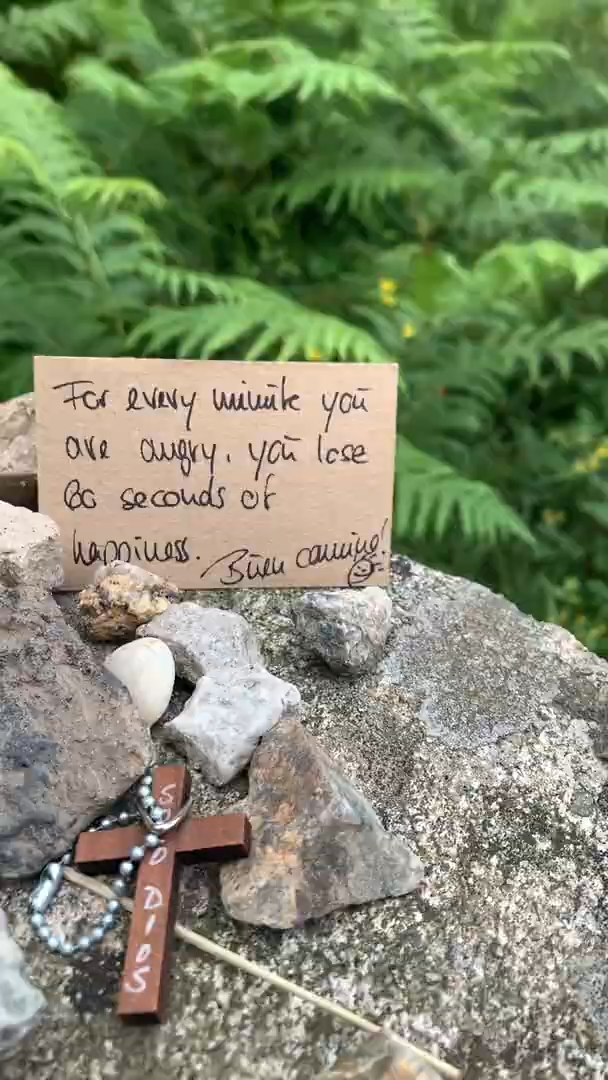 For every minute you
are angry, you lose
60 seconds of
happiness. Buen camino!
S O DIOS